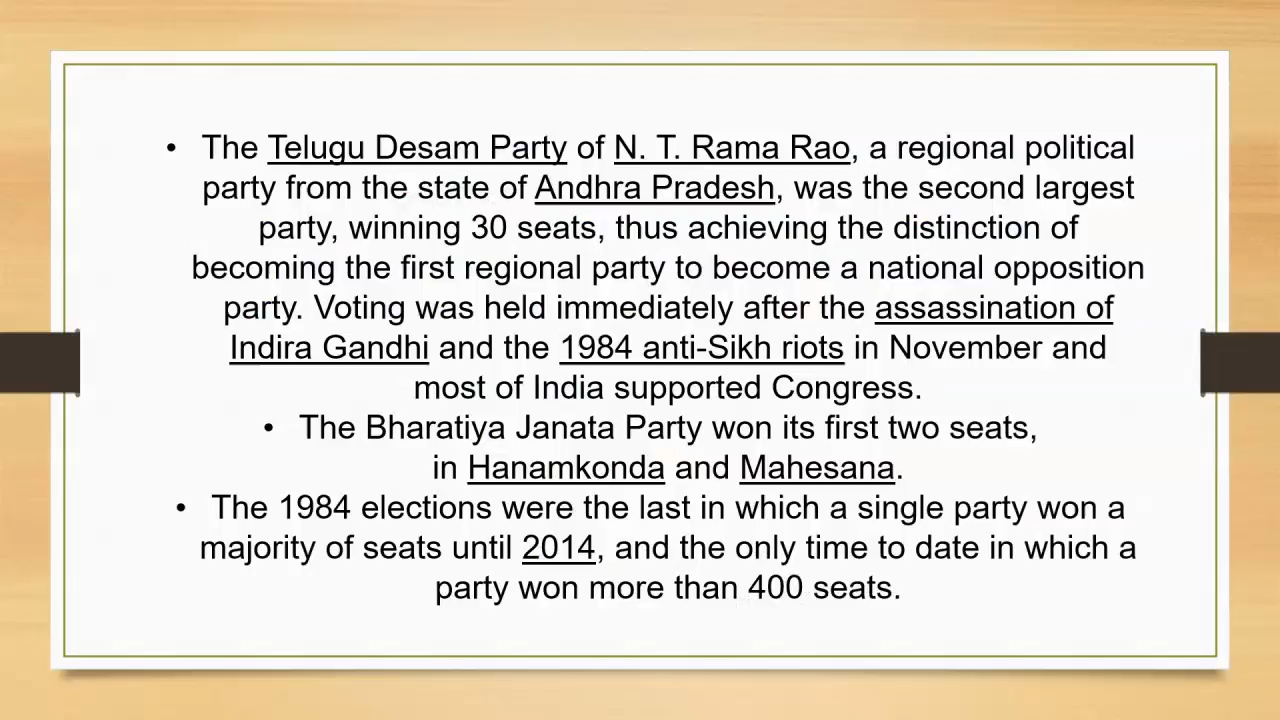 • The Telugu Desam Party of N. T. Rama Rao, a regional political
party from the state of Andhra Pradesh, was the second largest
party, winning 30 seats, thus achieving the distinction of
becoming the first regional party to become a national opposition
party. Voting was held immediately after the assassination of
Indira Gandhi and the 1984 anti-Sikh riots in November and
most of India supported Congress.
• The Bharatiya Janata Party won its first two seats,
in Hanamkonda and Mahesana.
• The 1984 elections were the last in which a single party won a
majority of seats until 2014, and the only time to date in which a
party won more than 400 seats.